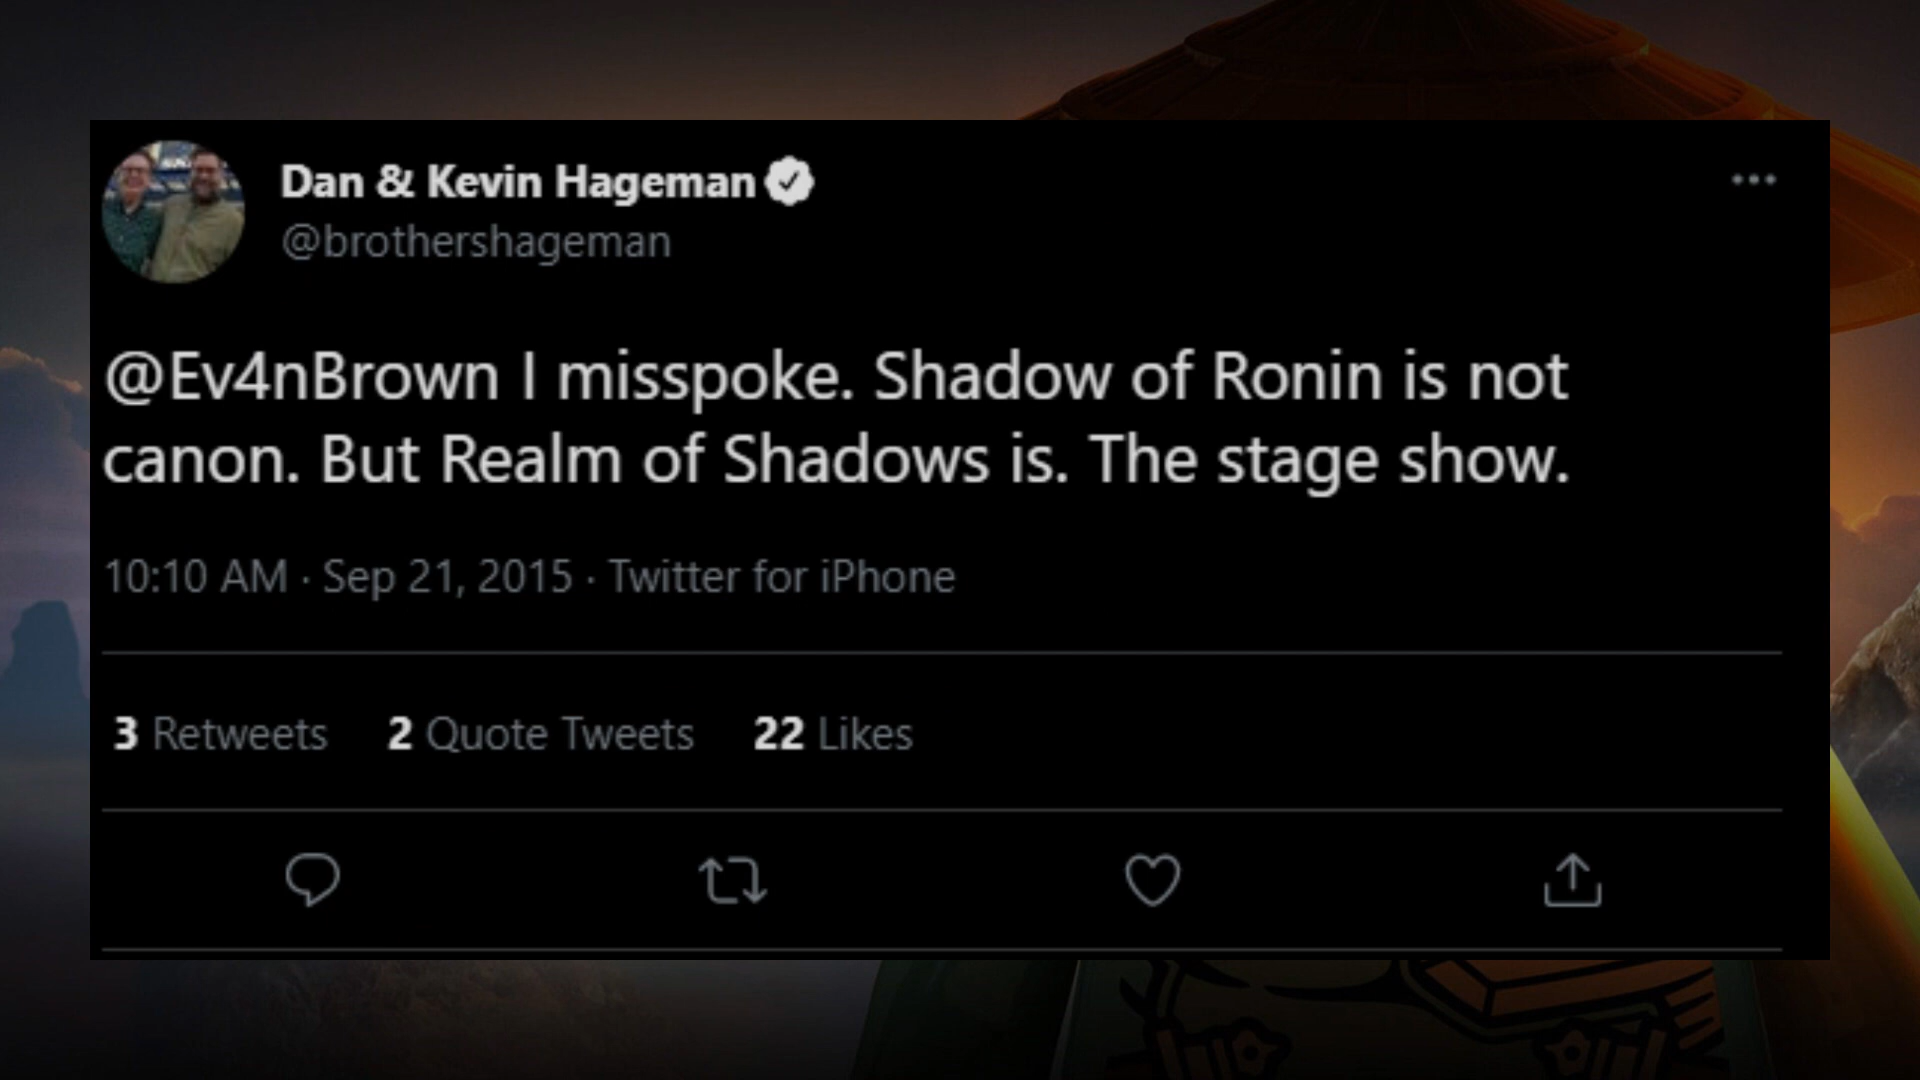 Dan & Kevin Hageman
@brothershageman
@Ev4nBrown I misspoke. Shadow of Ronin is not
canon. But Realm of Shadows is. The stage show.
10:10 AM · Sep 21, 2015 · Twitter for iPhone
3 Retweets 2 Quote Tweets 22 Likes